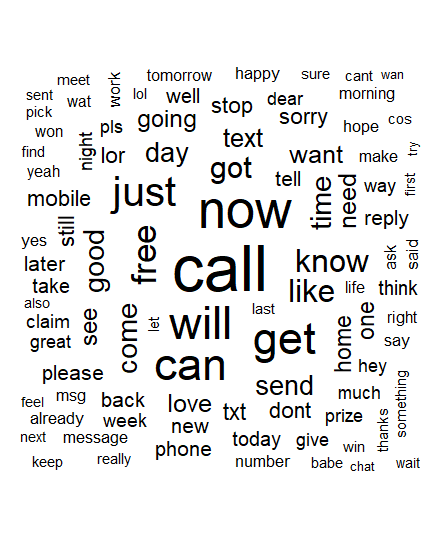 meet work tomorrow happy sure cant wan
sent wat lol well stop dear morning
pick pls going sorry hope cos
won night text try
find lor day got want make
yeah tell way first
mobile just now time need reply
yes still good free know ask said
later call
take like life think
also see come let will last right
claim get home one say
great can hey
please send much
feel msg back love txt dont prize thanks something
already week new
next message today give win
phone
keep really number babe chat wait